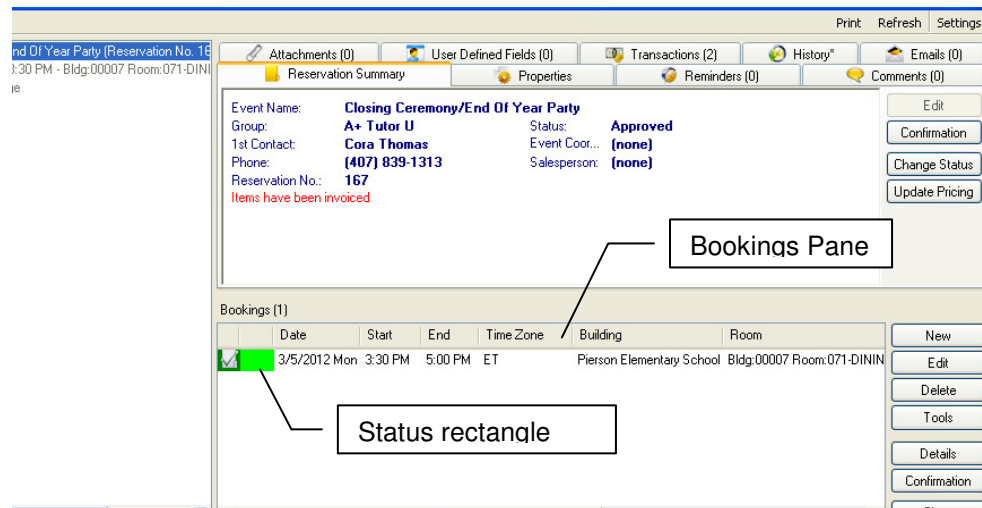 Print Refresh Settings
nd Of Year Party (Reservation No. 16
3:30 PM - Bldg:00007 Room:071-DINI
ge
Attachments (0) User Defined Fields (0) Transactions (2) History* Emails (0)
Reservation Summary Properties Reminders (0) Comments (0)
Event Name: Closing Ceremony/End Of Year Party
Group: A+ Tutor U Status: Approved
1st Contact: Cora Thomas Event Coor... (none)
Phone: (407) 839-1313 Salesperson: (none)
Reservation No.: 167
Items have been invoiced
Edit
Confirmation
Change Status
Update Pricing
Bookings Pane
Bookings (1)
Date Start End Time Zone Building Room
3/5/2012 Mon 3:30 PM 5:00 PM ET Pierson Elementary School Bldg:00007 Room:071-DININ
Status rectangle
New
Edit
Delete
Tools
Details
Confirmation